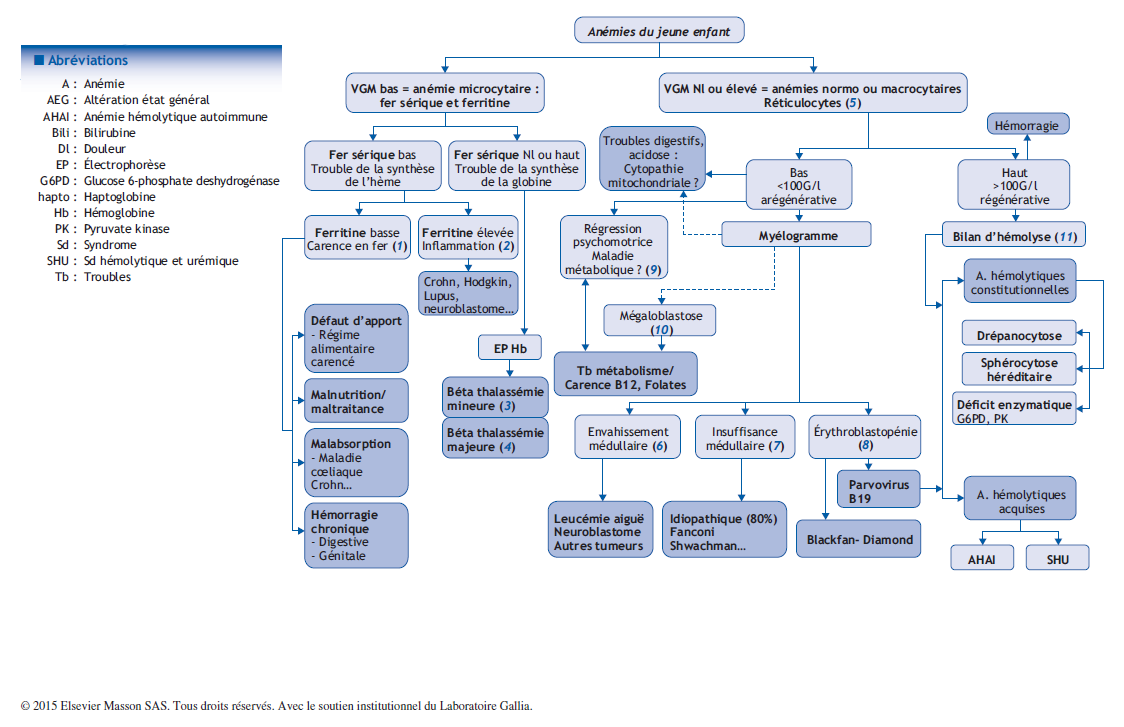 Anémies du jeune enfant
■ Abréviations
A : Anémie
AEG : Altération état général
AHAI : Anémie hémolytique autoimmune
Bili : Bilirubine
Dl : Douleur
EP : Électrophorèse
G6PD : Glucose 6-phosphate deshydrogénase
hapto : Haptoglobine
Hb : Hémoglobine
PK : Pyruvate kinase
Sd : Syndrome
SHU : Sd hémolytique et urémique
Tb : Troubles
VGM bas = anémie microcytaire :
fer sérique et ferritine
VGM Nl ou élevé = anémies normo ou macrocytaires
Réticulocytes (5)
Fer sérique bas
Trouble de la synthèse
de l'hème
Fer sérique Nl ou haut
Trouble de la synthèse
de la globine
Ferritine basse
Carence en fer (1)
Ferritine élevée
Inflammation (2)
Crohn, Hodgkin,
Lupus,
neuroblastome...
Défaut d'apport
- Régime
alimentaire
carencé
Malnutrition/
maltraitance
Malabsorption
- Maladie
cœliaque
Crohn...
Hémorragie
chronique
- Digestive
- Génitale
EP Hb
Béta thalassémie
mineure (3)
Béta thalassémie
majeure (4)
Troubles digestifs,
acidose :
Cytopathie
mitochondriale ?
Bas
<100G/l
arégénérative
Hémorragie
Haut
>100G/l
régénérative
Régression
psychomotrice
Maladie
métabolique ? (9)
Myélogramme
Mégaloblastose
(10)
Tb métabolisme/
Carence B12, Folates
Envahissement
médullaire (6)
Insuffisance
médullaire (7)
Érythroblastopénie
(8)
Leucémie aiguë
Neuroblastome
Autres tumeurs
Idiopathique (80%)
Fanconi
Shwachman...
Parvovirus
B19
Blackfan- Diamond
Bilan d'hémolyse (11)
A. hémolytiques
constitutionnelles
Drépanocytose
Sphérocytose
héréditaire
Déficit enzymatique
G6PD, PK
A. hémolytiques
acquises
AHAI
SHU
© 2015 Elsevier Masson SAS. Tous droits réservés. Avec le soutien institutionnel du Laboratoire Gallia.